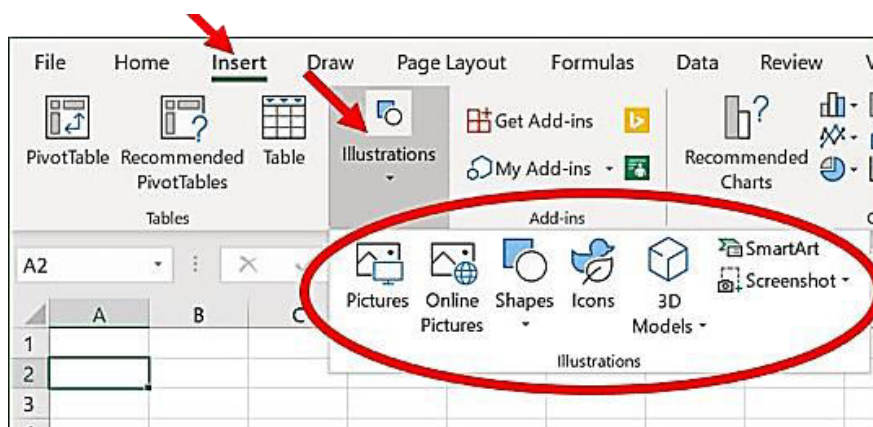 File Home Insert Draw Page Layout Formulas Data Review
PivotTable Recommended PivotTables Table Illustrations Get Add-ins My Add-ins Recommended Charts
Tables Add-ins
A2
Pictures Online Pictures Shapes Icons 3D Models SmartArt Screenshot
Illustrations
A B C
1
2
3